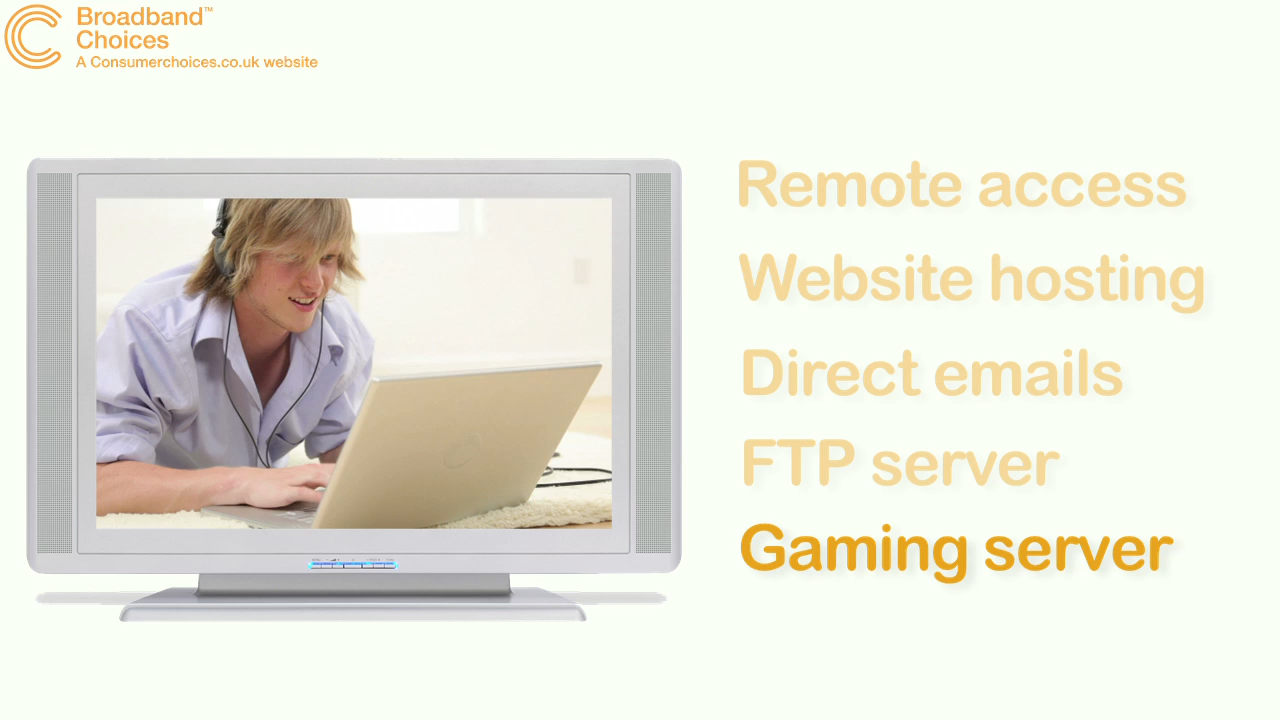 Broadband™
Choices
A Consumerchoices.co.uk website
Remote access
Website hosting
Direct emails
FTP server
Gaming server